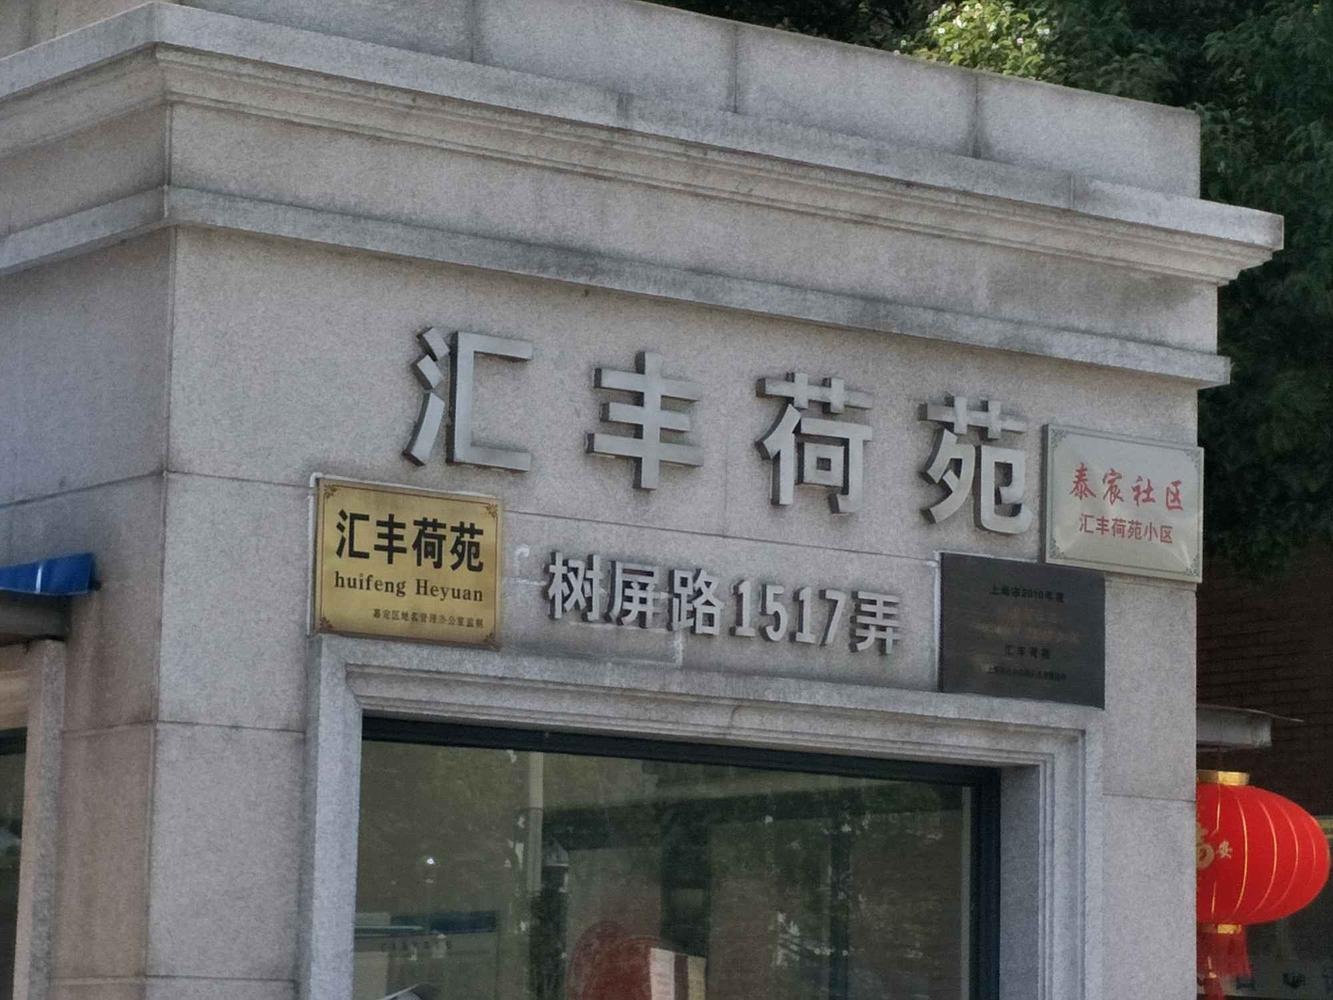 汇丰荷苑
泰宸社区
汇丰荷苑小区
汇丰荷苑
huifeng Heyuan
嘉定区地名管理办公室监制
树屏路1517弄
上海市2010年度
汇丰荷苑
安